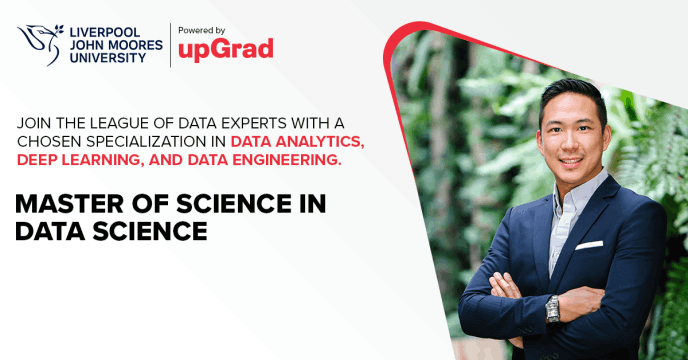 LIVERPOOL
JOHN MOORES
UNIVERSITY
Powered by
upGrad
JOIN THE LEAGUE OF DATA EXPERTS WITH A
CHOSEN SPECIALIZATION IN DATA ANALYTICS,
DEEP LEARNING, AND DATA ENGINEERING.
MASTER OF SCIENCE IN
DATA SCIENCE